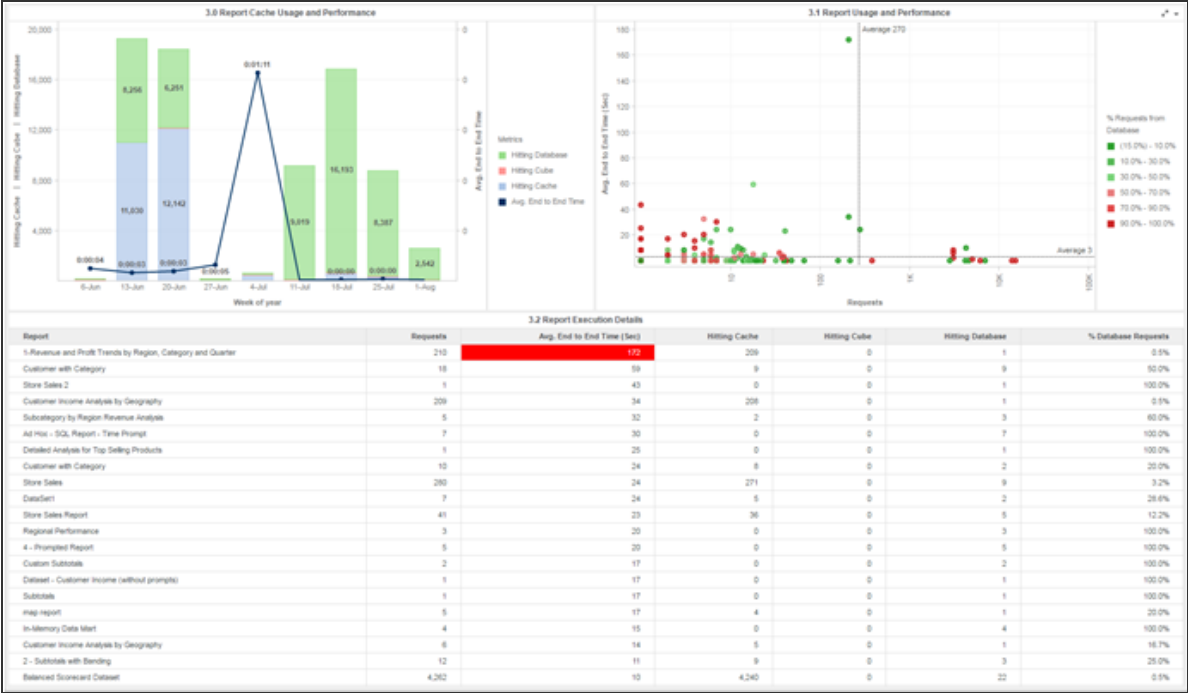 3.0 Report Cache Usage and Performance
Hitting Cache | Hitting Cube | Hitting Database
20,000
16,000
12,000
8,000
4,000
8,256
6,251
11,030
12,142
0:00:04
0:00:03
0:00:03
0:00:05
0:01:11
9,019
16,193
0:00:00
8,387
0:00:00
2,542
0
0
0
0
0
Avg. End to End Time
6-Jun 13-Jun 20-Jun 27-Jun 4-Jul 11-Jul 18-Jul 25-Jul 1-Aug
Week of year
Metrics
Hitting Database
Hitting Cube
Hitting Cache
Avg. End to End Time
3.1 Report Usage and Performance
Avg. End to End Time (Sec)
180
160
140
120
100
80
60
40
20
Average 270
Average 3
10 100 1K 10K 100K
Requests
% Requests from
Database
(15.0%) - 10.0%
10.0% - 30.0%
30.0% - 50.0%
50.0% - 70.0%
70.0% - 90.0%
90.0% - 100.0%
3.2 Report Execution Details
Report Requests Avg. End to End Time (Sec) Hitting Cache Hitting Cube Hitting Database % Database Requests
1-Revenue and Profit Trends by Region, Category and Quarter 210 172 209 0 1 0.5%
Customer with Category 18 59 9 0 9 50.0%
Store Sales 2 1 43 0 0 1 100.0%
Customer Income Analysis by Geography 209 34 208 0 1 0.5%
Subcategory by Region Revenue Analysis 5 32 2 0 3 60.0%
Ad Hoc - SQL Report - Time Prompt 7 30 0 0 7 100.0%
Detailed Analysis for Top Selling Products 1 25 0 0 1 100.0%
Customer with Category 10 24 8 0 2 20.0%
Store Sales 280 24 271 0 9 3.2%
DataSet1 7 24 5 0 2 28.6%
Store Sales Report 41 23 36 0 5 12.2%
Regional Performance 3 20 0 0 3 100.0%
4 - Prompted Report 5 20 0 0 5 100.0%
Custom Subtotals 2 17 0 0 2 100.0%
Dataset - Customer Income (without prompts) 1 17 0 0 1 100.0%
Subtotals 1 17 0 0 1 100.0%
map report 5 17 4 0 1 20.0%
In-Memory Data Mart 4 15 0 0 4 100.0%
Customer Income Analysis by Geography 6 14 5 0 1 16.7%
2 - Subtotals with Banding 12 11 9 0 3 25.0%
Balanced Scorecard Dataset 4,262 10 4,240 0 22 0.5%